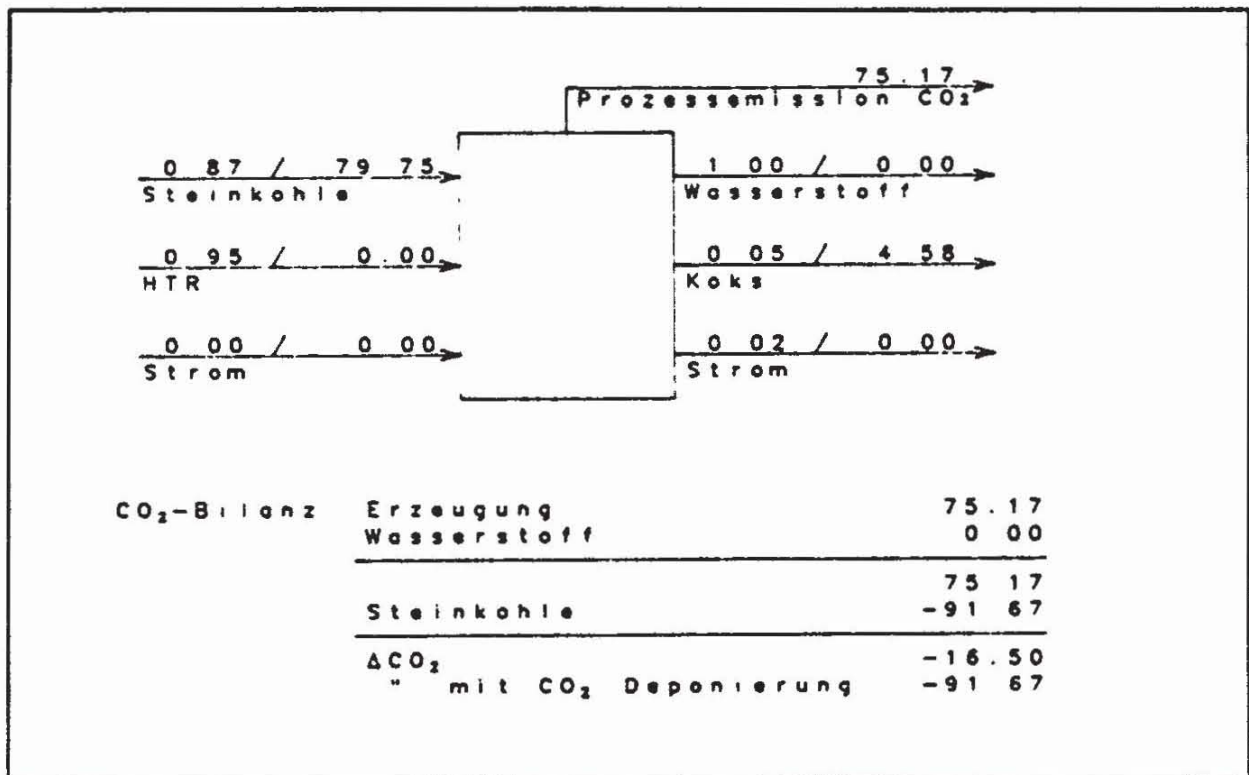 75.17
Prozessemission CO₂
0 87 / 79 75
Steinkohle
1 00 / 0 00
Wasserstoff
0 95 / 0.00
HTR
0 05 / 4 58
Koks
0 00 / 0 00
Strom
0 02 / 0 00
Strom
CO₂-Bilanz Erzeugung 75.17
Wasserstoff 0 00
75 17
Steinkohle -91 67
ΔCO₂ -16.50
" mit CO₂ Deponierung -91 67